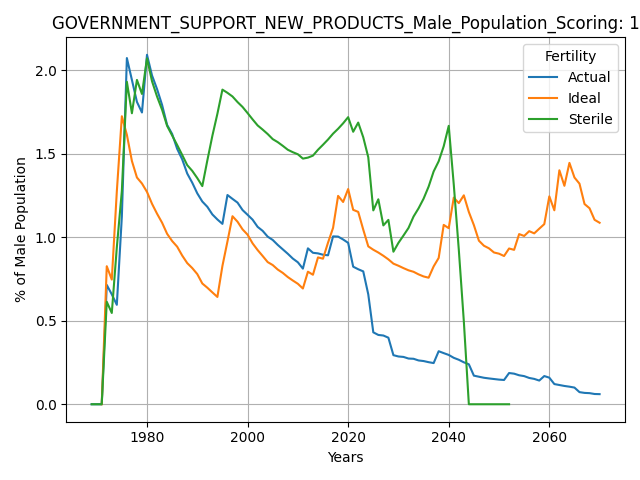 GOVERNMENT_SUPPORT_NEW_PRODUCTS_Male_Population_Scoring: 1
Fertility
Actual
Ideal
Sterile
% of Male Population
2.0
1.5
1.0
0.5
0.0
1980 2000 2020 2040 2060
Years